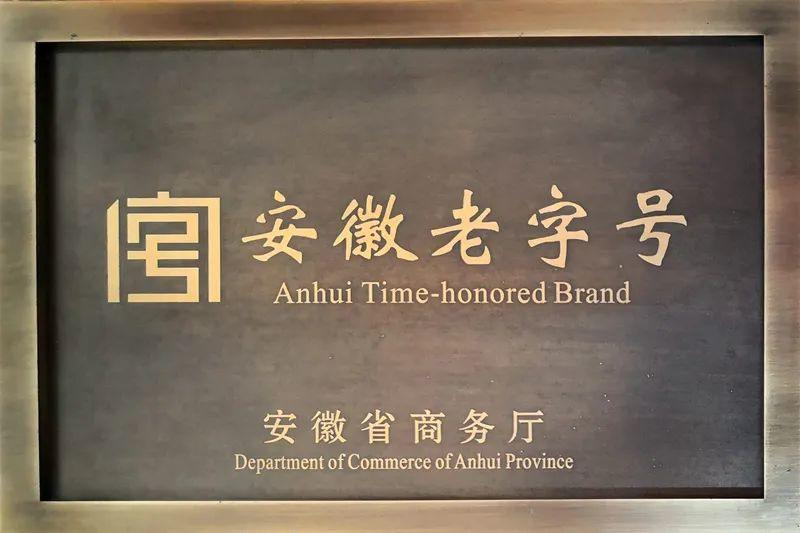 安徽老字号
Anhui Time-honored Brand
安徽省商务厅
Department of Commerce of Anhui Province